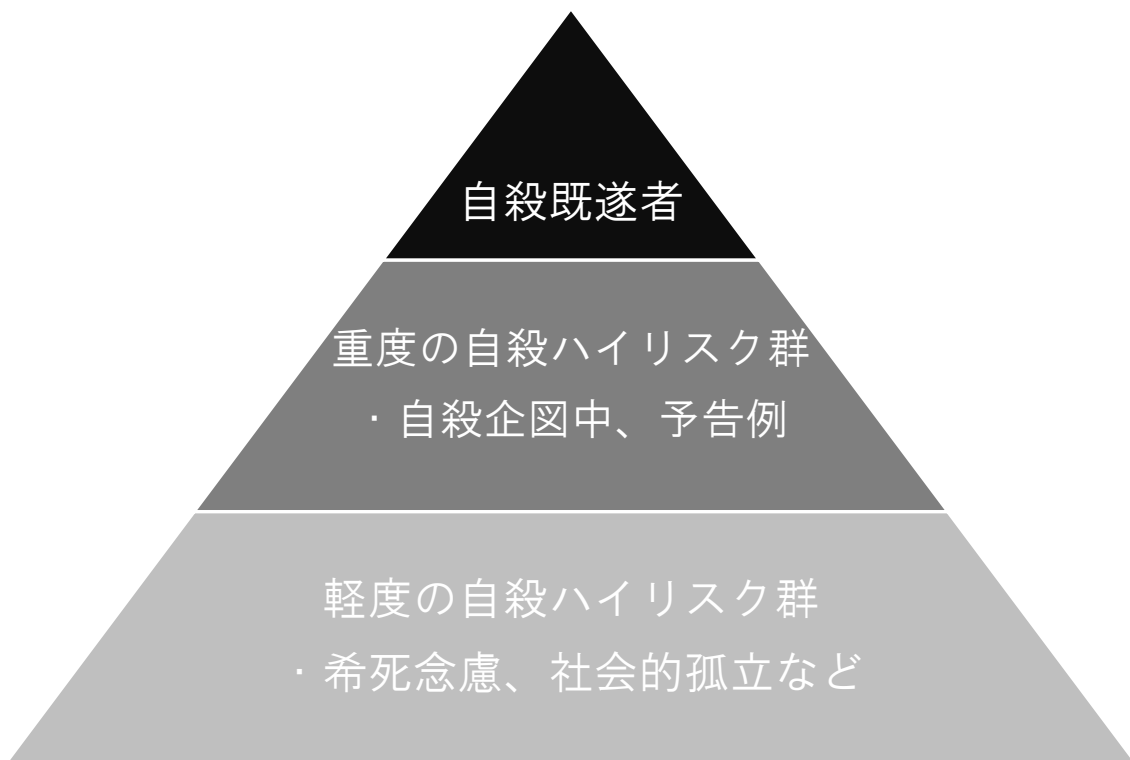 自殺既遂者
重度の自殺ハイリスク群
・自殺企図中、予告例
軽度の自殺ハイリスク群
・希死念慮、社会的孤立など